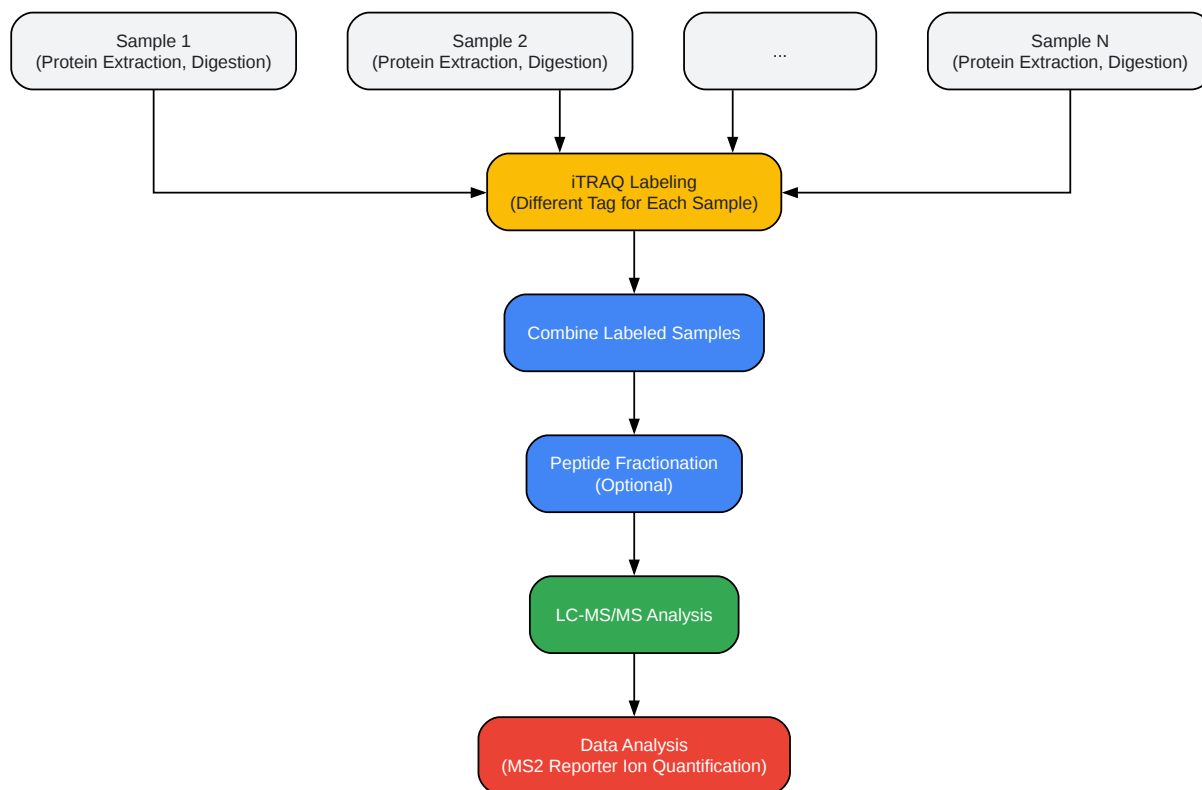 Sample 1
(Protein Extraction, Digestion)
Sample 2
(Protein Extraction, Digestion)
...
Sample N
(Protein Extraction, Digestion)
iTRAQ Labeling
(Different Tag for Each Sample)
Combine Labeled Samples
Peptide Fractionation
(Optional)
LC-MS/MS Analysis
Data Analysis
(MS2 Reporter Ion Quantification)